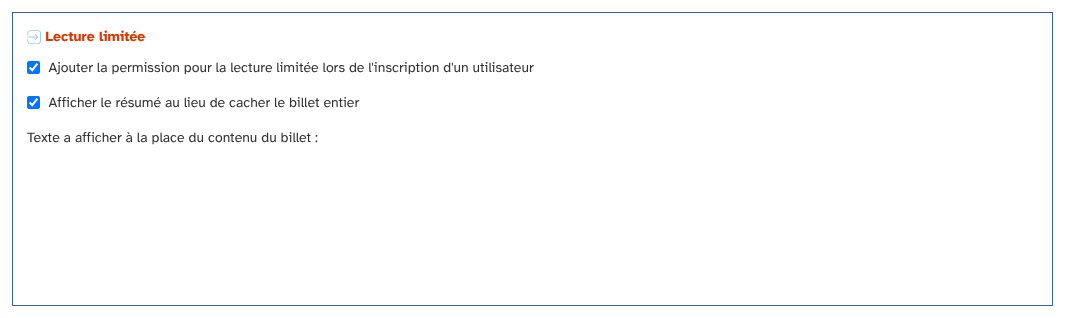 Lecture limitée
Ajouter la permission pour la lecture limitée lors de l'inscription d'un utilisateur
Afficher le résumé au lieu de cacher le billet entier
Texte a afficher à la place du contenu du billet :